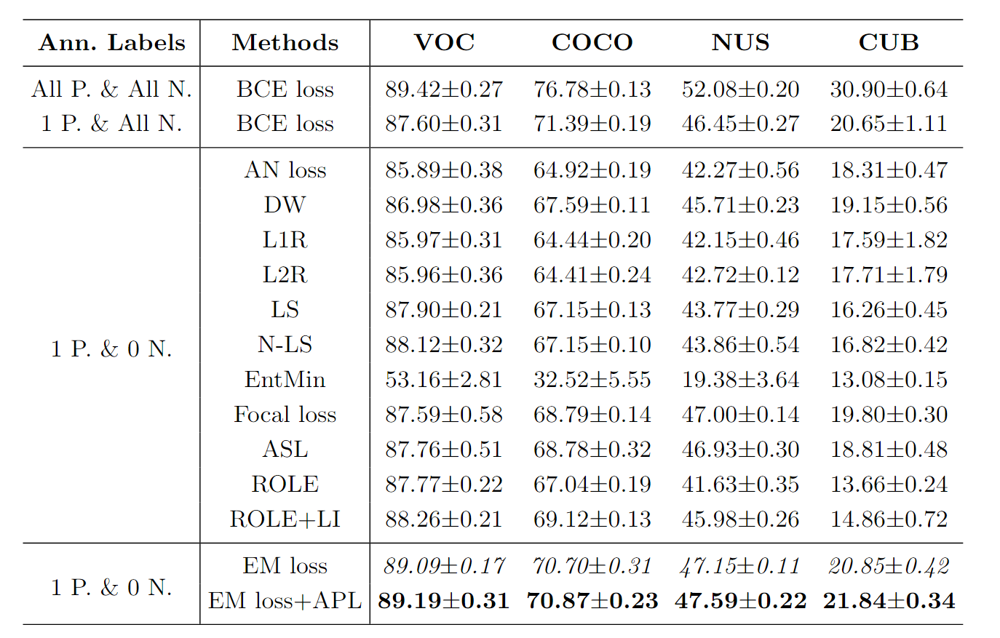 Ann. Labels Methods VOC COCO NUS CUB
All P. & All N. BCE loss 89.42±0.27 76.78±0.13 52.08±0.20 30.90±0.64
1 P. & All N. BCE loss 87.60±0.31 71.39±0.19 46.45±0.27 20.65±1.11
AN loss 85.89±0.38 64.92±0.19 42.27±0.56 18.31±0.47
DW 86.98±0.36 67.59±0.11 45.71±0.23 19.15±0.56
L1R 85.97±0.31 64.44±0.20 42.15±0.46 17.59±1.82
L2R 85.96±0.36 64.41±0.24 42.72±0.12 17.71±1.79
LS 87.90±0.21 67.15±0.13 43.77±0.29 16.26±0.45
1 P. & 0 N. N-LS 88.12±0.32 67.15±0.10 43.86±0.54 16.82±0.42
EntMin 53.16±2.81 32.52±5.55 19.38±3.64 13.08±0.15
Focal loss 87.59±0.58 68.79±0.14 47.00±0.14 19.80±0.30
ASL 87.76±0.51 68.78±0.32 46.93±0.30 18.81±0.48
ROLE 87.77±0.22 67.04±0.19 41.63±0.35 13.66±0.24
ROLE+LI 88.26±0.21 69.12±0.13 45.98±0.26 14.86±0.72
1 P. & 0 N. EM loss 89.09±0.17 70.70±0.31 47.15±0.11 20.85±0.42
EM loss+APL 89.19±0.31 70.87±0.23 47.59±0.22 21.84±0.34